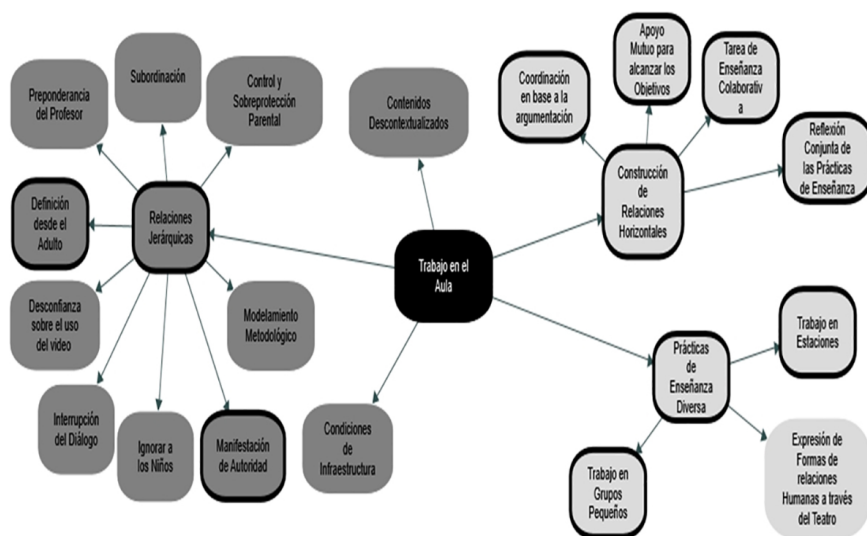 Preponderancia
del Profesor
Subordinación
Control y
Sobreprotección
Parental
Contenidos
Descontextualizados
Coordinación
en base a la
argumentación
Apoyo
Mutuo para
alcanzar los
Objetivos
Tarea de
Enseñanza
Colaborativ
a
Reflexión
Conjunta de
las Prácticas
de Enseñanza
Definición
desde el
Adulto
Relaciones
Jerárquicas
Construcción
de
Relaciones
Horizontales
Trabajo en el
Aula
Desconfianza
sobre el uso
del video
Modelamiento
Metodológico
Trabajo en
Estaciones
Prácticas
de
Enseñanza
Diversa
Interrupción
del Diálogo
Ignorar a
los Niños
Manifestación
de Autoridad
Condiciones
de
Infraestructura
Trabajo en
Grupos
Pequeños
Expresión de
Formas de
relaciones
Humanas a través
del Teatro